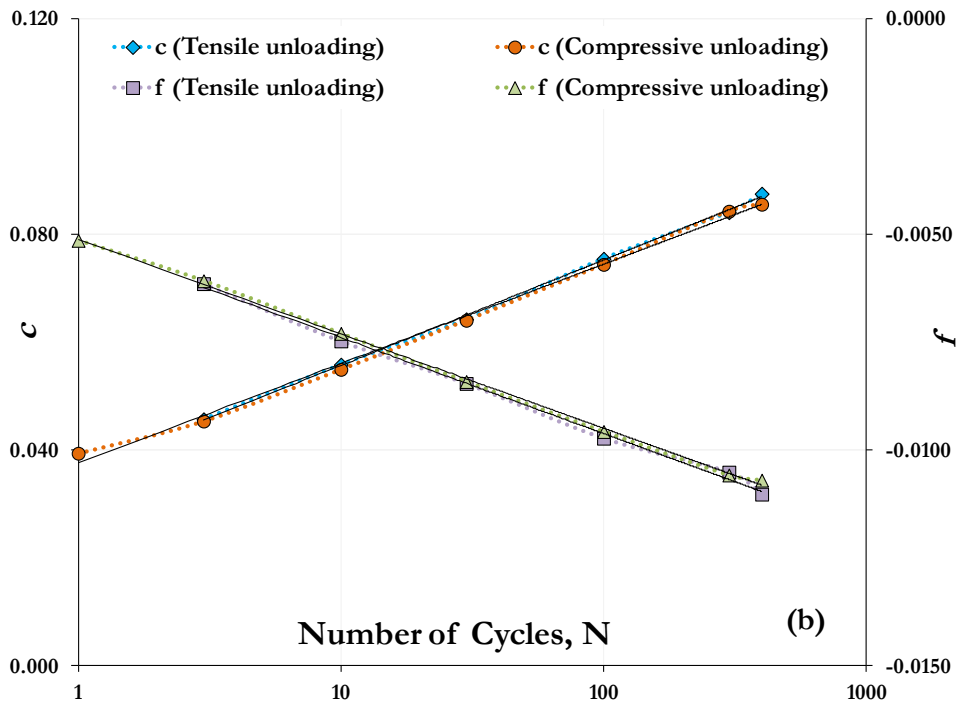 0.120
0.0000
c (Tensile unloading)
c (Compressive unloading)
f (Tensile unloading)
f (Compressive unloading)
0.080
-0.0050
c
f
0.040
-0.0100
Number of Cycles, N
(b)
0.000
-0.0150
1
10
100
1000